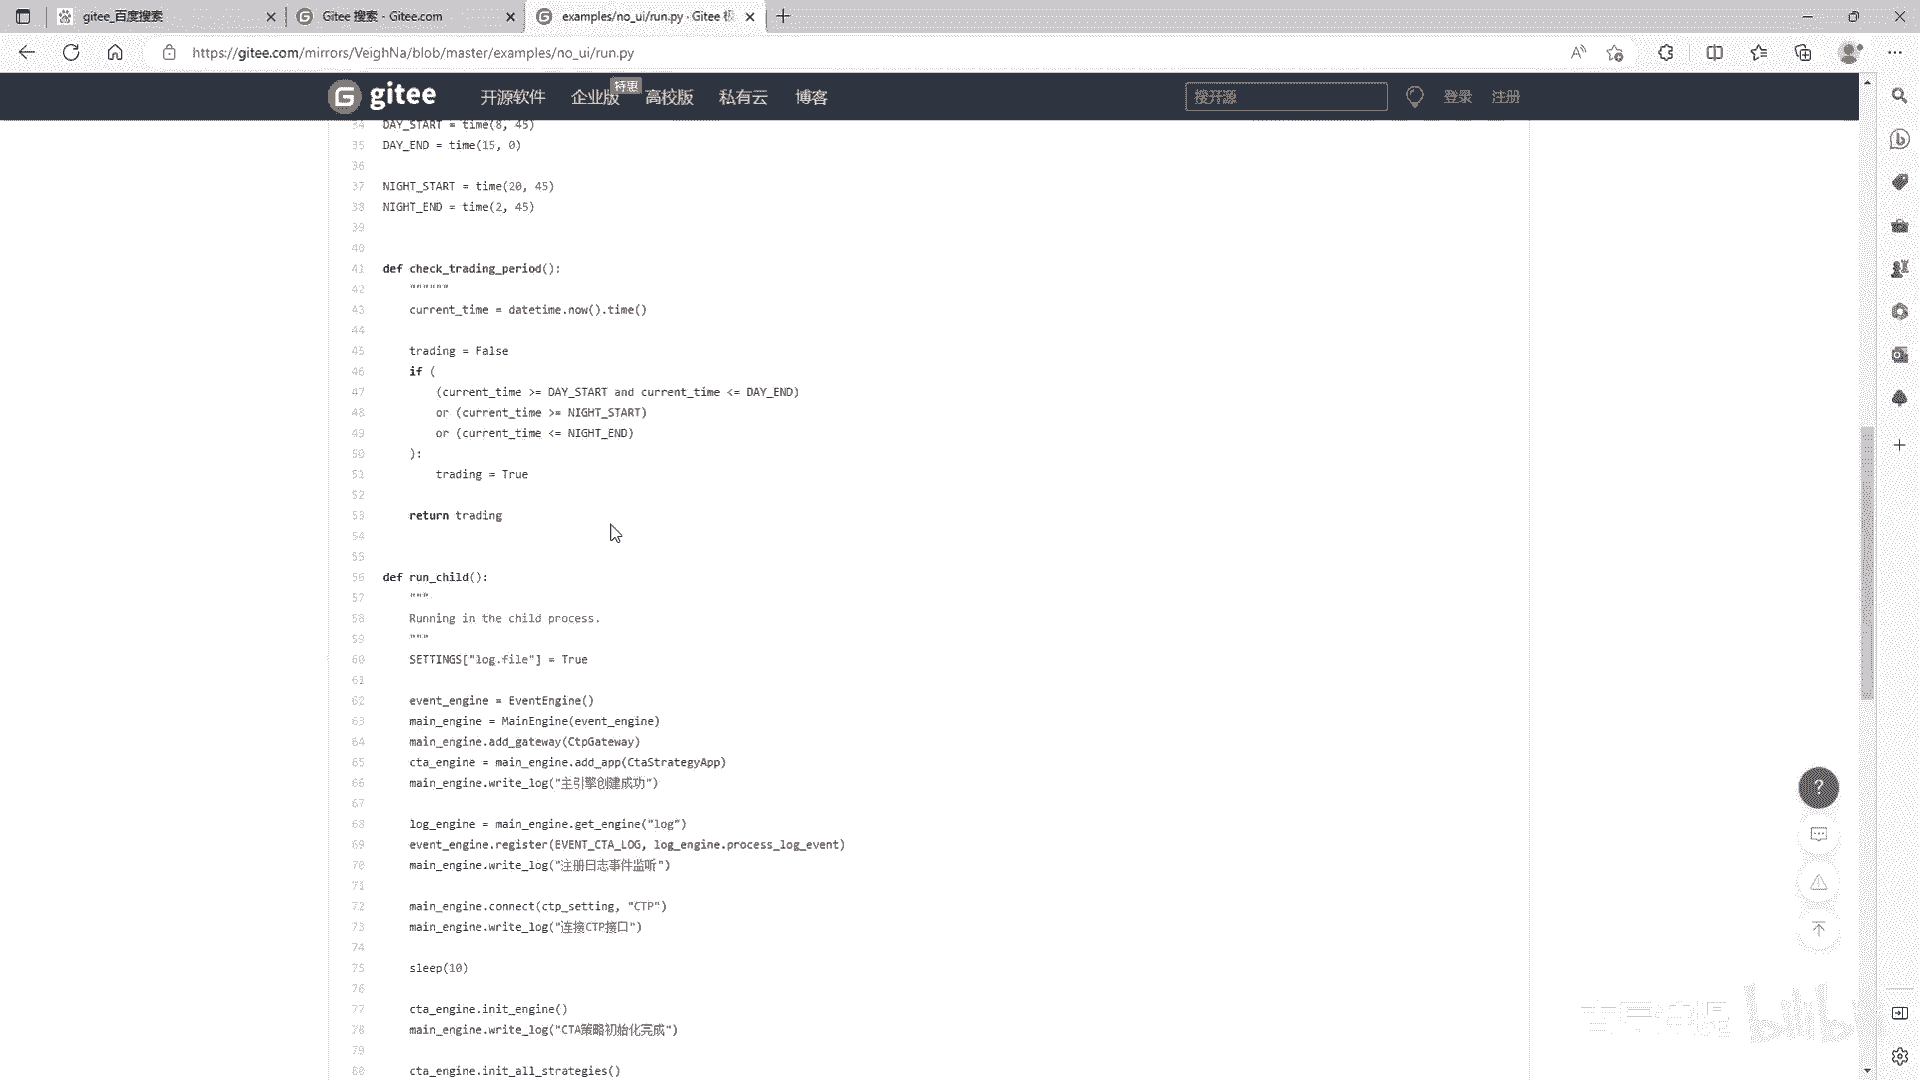 gitee_百度搜索
Gitee 搜索 - Gitee.com
examples/no_ui/run.py · Gitee
https://gitee.com/mirrors/VeighNa/blob/master/examples/no_ui/run.py
gitee
开源软件
企业版
特惠
高校版
私有云
博客
搜开源
登录
注册
34 DAY_START = time(8, 45)
35 DAY_END = time(15, 0)
36
37 NIGHT_START = time(20, 45)
38 NIGHT_END = time(2, 45)
39
40
41 def check_trading_period():
42 """"""
43 current_time = datetime.now().time()
44
45 trading = False
46 if (
47 (current_time >= DAY_START and current_time <= DAY_END)
48 or (current_time >= NIGHT_START)
49 or (current_time <= NIGHT_END)
50 ):
51 trading = True
52
53 return trading
54
55
56 def run_child():
57 """
58 Running in the child process.
59 """
60 SETTINGS["log.file"] = True
61
62 event_engine = EventEngine()
63 main_engine = MainEngine(event_engine)
64 main_engine.add_gateway(CtpGateway)
65 cta_engine = main_engine.add_app(CtaStrategyApp)
66 main_engine.write_log("主引擎创建成功")
67
68 log_engine = main_engine.get_engine("log")
69 event_engine.register(EVENT_CTA_LOG, log_engine.process_log_event)
70 main_engine.write_log("注册日志事件监听")
71
72 main_engine.connect(ctp_setting, "CTP")
73 main_engine.write_log("连接CTP接口")
74
75 sleep(10)
76
77 cta_engine.init_engine()
78 main_engine.write_log("CTA策略初始化完成")
79
80 cta_engine.init_all_strategies()